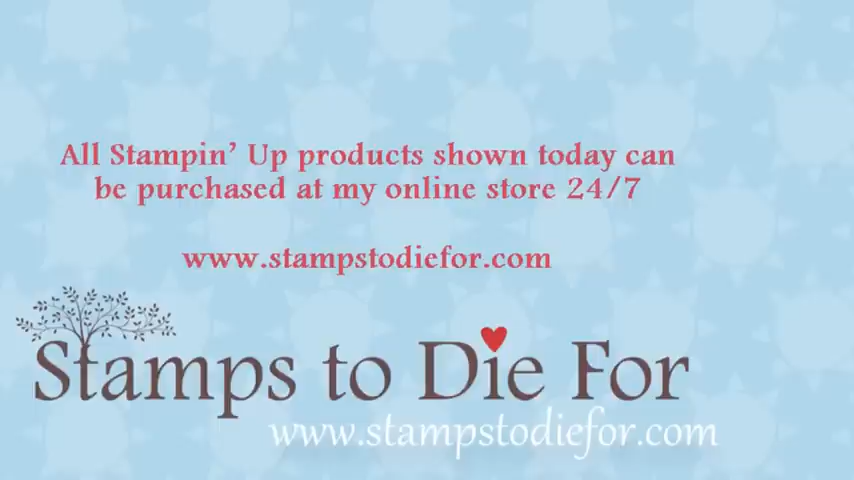 All Stampin' Up products shown today can
be purchased at my online store 24/7
www.stampstodiefor.com
Stamps to Die For
www.stampstodiefor.com